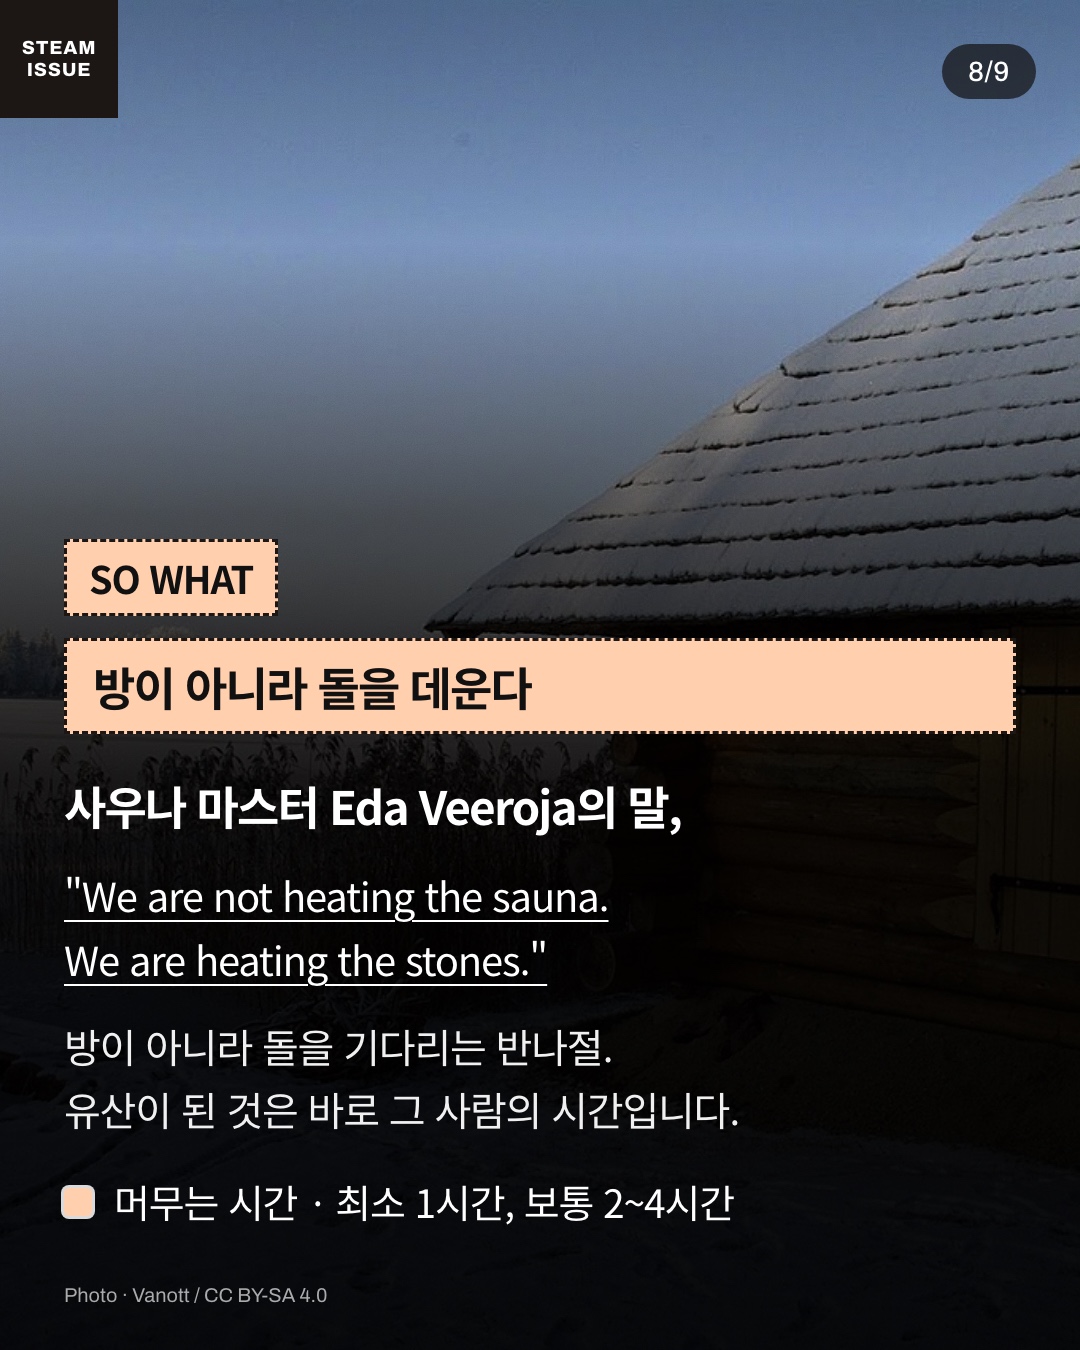 STEAM
ISSUE
8/9
SO WHAT
방이 아니라 돌을 데운다
사우나 마스터 Eda Veeroja의 말,
"We are not heating the sauna.
We are heating the stones."
방이 아니라 돌을 기다리는 반나절.
유산이 된 것은 바로 그 사람의 시간입니다.
머무는 시간 · 최소 1시간, 보통 2~4시간
Photo · Vanott / CC BY-SA 4.0